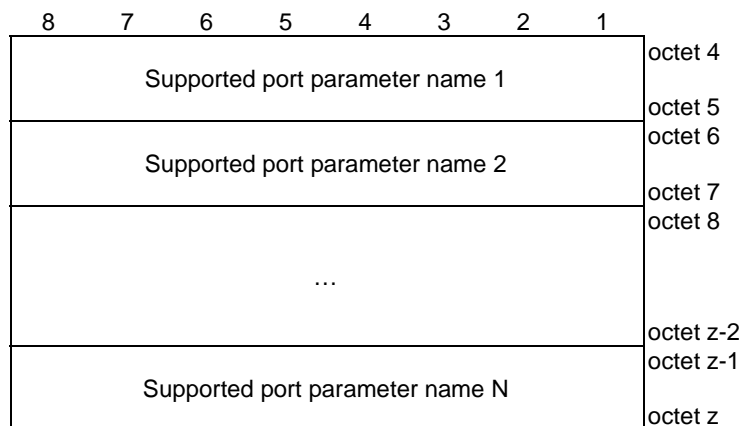 8 7 6 5 4 3 2 1
octet 4
Supported port parameter name 1
octet 5
octet 6
Supported port parameter name 2
octet 7
octet 8
…
octet z-2
octet z-1
Supported port parameter name N
octet z